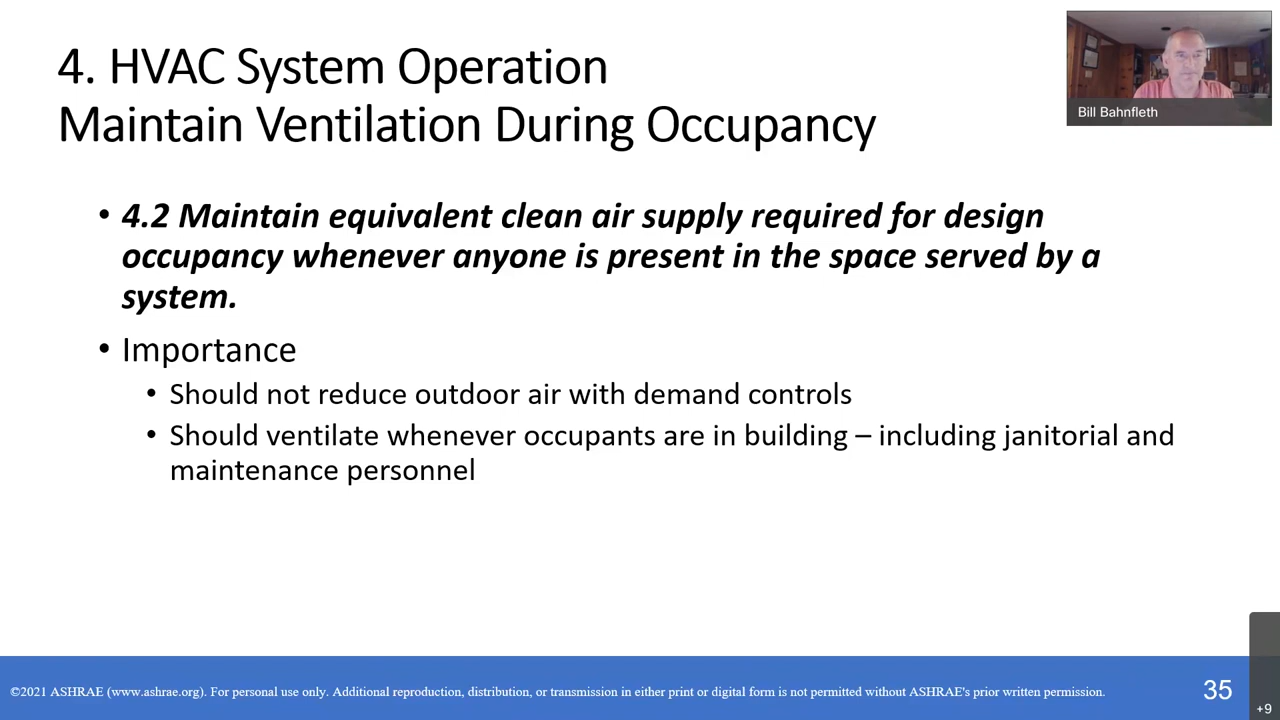 4. HVAC System Operation
Maintain Ventilation During Occupancy
Bill Bahnfleth
• 4.2 Maintain equivalent clean air supply required for design
occupancy whenever anyone is present in the space served by a
system.
• Importance
• Should not reduce outdoor air with demand controls
• Should ventilate whenever occupants are in building – including janitorial and
maintenance personnel
©2021 ASHRAE (www.ashrae.org). For personal use only. Additional reproduction, distribution, or transmission in either print or digital form is not permitted without ASHRAE's prior written permission.
35
+9